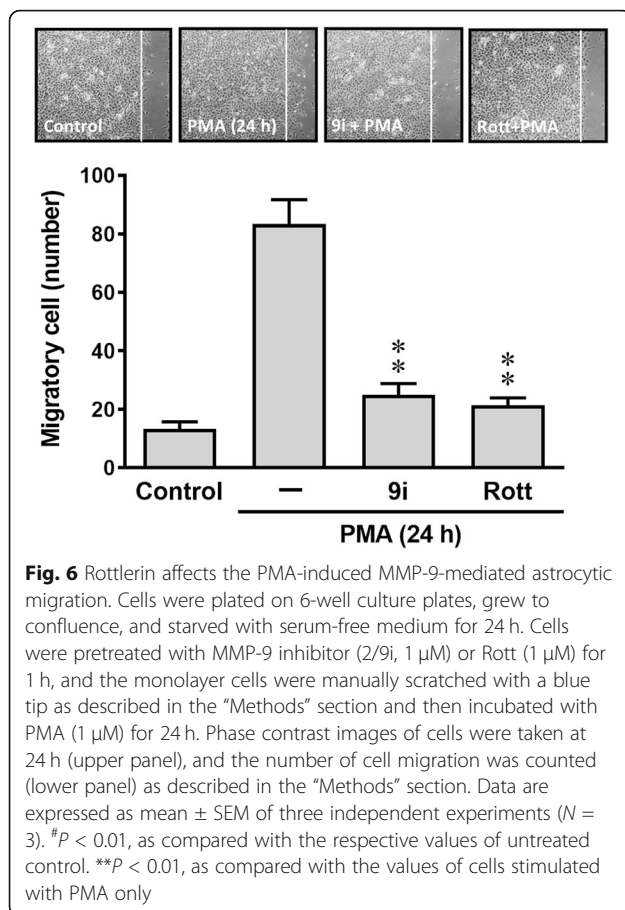 Control
PMA (24 h)
9i + PMA
Rott+PMA
Migratory cell (number)
100
80
60
40
20
0
**
**
Control
—
9i
Rott
PMA (24 h)
Fig. 6 Rottlerin affects the PMA-induced MMP-9-mediated astrocytic
migration. Cells were plated on 6-well culture plates, grew to
confluence, and starved with serum-free medium for 24 h. Cells
were pretreated with MMP-9 inhibitor (2/9i, 1 μM) or Rott (1 μM) for
1 h, and the monolayer cells were manually scratched with a blue
tip as described in the “Methods” section and then incubated with
PMA (1 μM) for 24 h. Phase contrast images of cells were taken at
24 h (upper panel), and the number of cell migration was counted
(lower panel) as described in the “Methods” section. Data are
expressed as mean ± SEM of three independent experiments (N =
3). #P < 0.01, as compared with the respective values of untreated
control. **P < 0.01, as compared with the values of cells stimulated
with PMA only